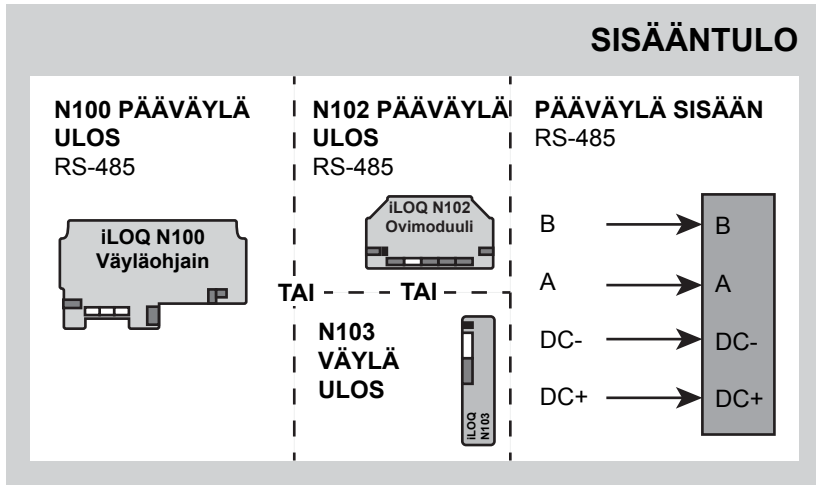 SISÄÄNTULO
N100 PÄÄVÄYLÄ
ULOS
RS-485
iLOQ N100
Väyläohjain
TAI
N102 PÄÄVÄYLÄ
ULOS
RS-485
iLOQ N102
Ovimoduuli
TAI
N103
VÄYLÄ
ULOS
iLOQ
N103
PÄÄVÄYLÄ SISÄÄN
RS-485
B B
A A
DC- DC-
DC+ DC+